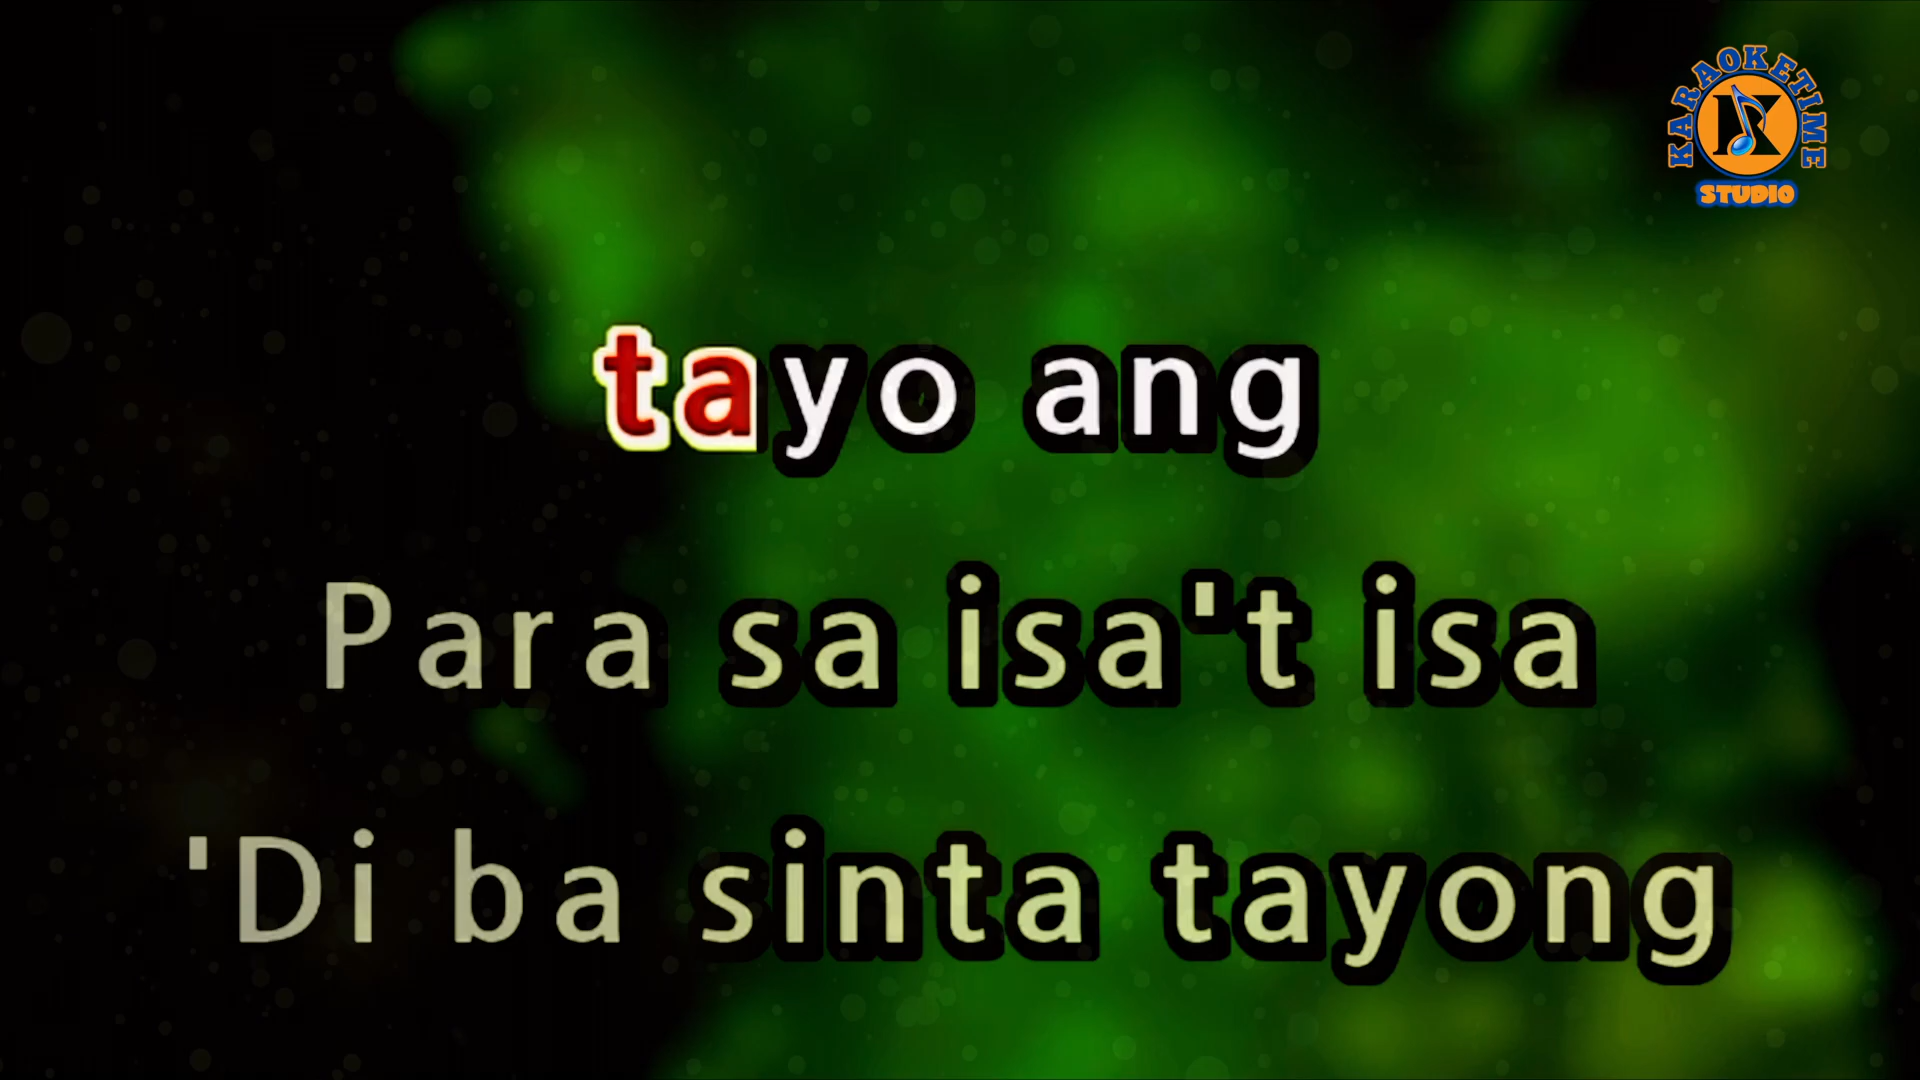 KARAOKETIME
STUDIO
tayo ang
Para sa isa't isa
'Di ba sinta tayong